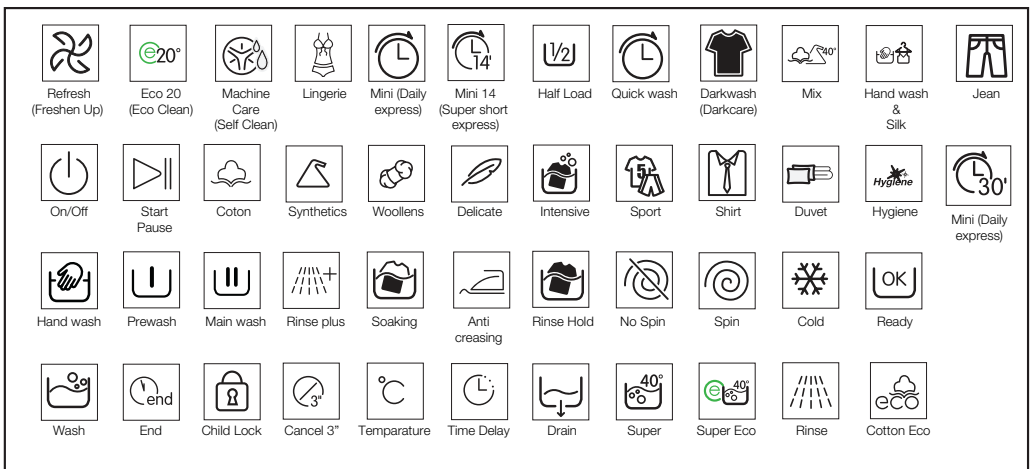 e20°
14'
1/2
40°
Refresh
(Freshen Up)
Eco 20
(Eco Clean)
Machine
Care
(Self Clean)
Lingerie
Mini (Daily
express)
Mini 14
(Super short
express)
Half Load
Quick wash
Darkwash
(Darkcare)
Mix
Hand wash
&
Silk
Jean
5
Hygiene
30'
On/Off
Start
Pause
Coton
Synthetics
Woollens
Delicate
Intensive
Sport
Shirt
Duvet
Hygiene
Mini (Daily
express)
+
OK
Hand wash
Prewash
Main wash
Rinse plus
Soaking
Anti
creasing
Rinse Hold
No Spin
Spin
Cold
Ready
end
3"
°C
40°
e 40°
eco
Wash
End
Child Lock
Cancel 3”
Temparature
Time Delay
Drain
Super
Super Eco
Rinse
Cotton Eco